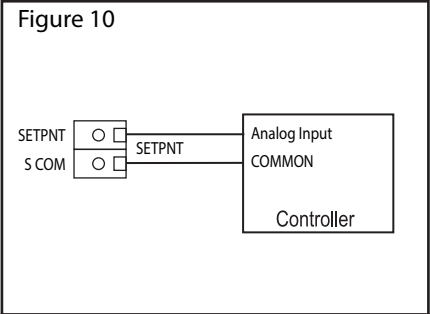 Figure 10
SETPNT
S COM
SETPNT
Analog Input
COMMON
Controller